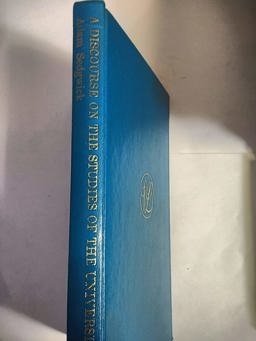 A DISCOURSE ON THE STUDIES OF THE UNIVERSI
Adam Sedgwick